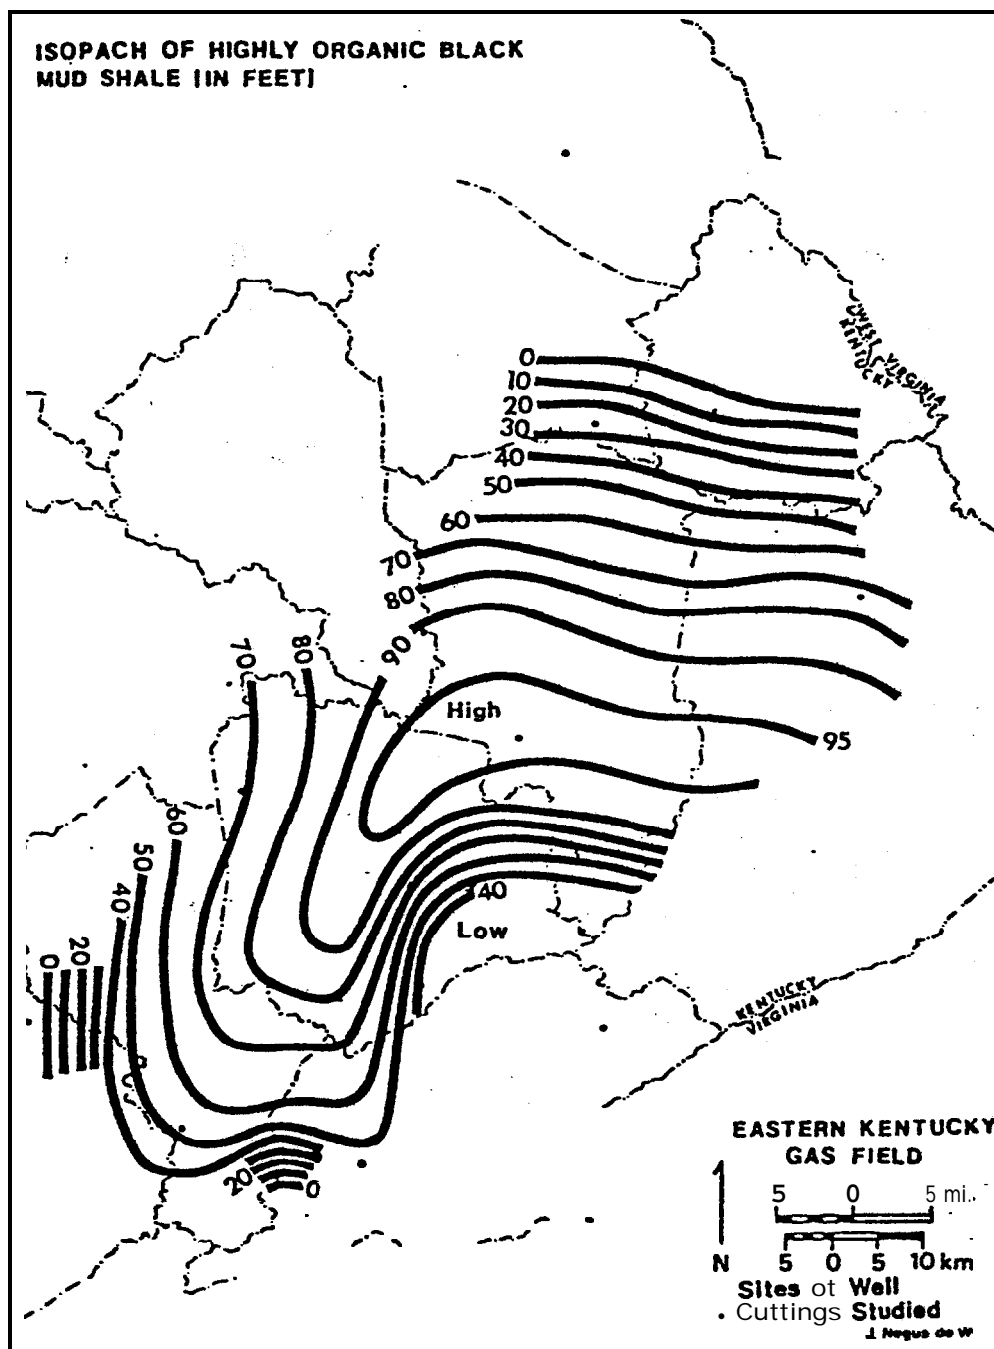 ISOPACH OF HIGHLY ORGANIC BLACK
MUD SHALE [IN FEET]
WEST VIRGINIA
KENTUCKY
0
10
20
30
40
50
60
70
80
90
70
80
High
95
60
50
40
40
Low
0
20
KENTUCKY
VIRGINIA
20
0
EASTERN KENTUCKY
GAS FIELD
5 0 5 mi.
N
5 0 5 10 km
Sites ot Well
• Cuttings Studied
J. Negus de W